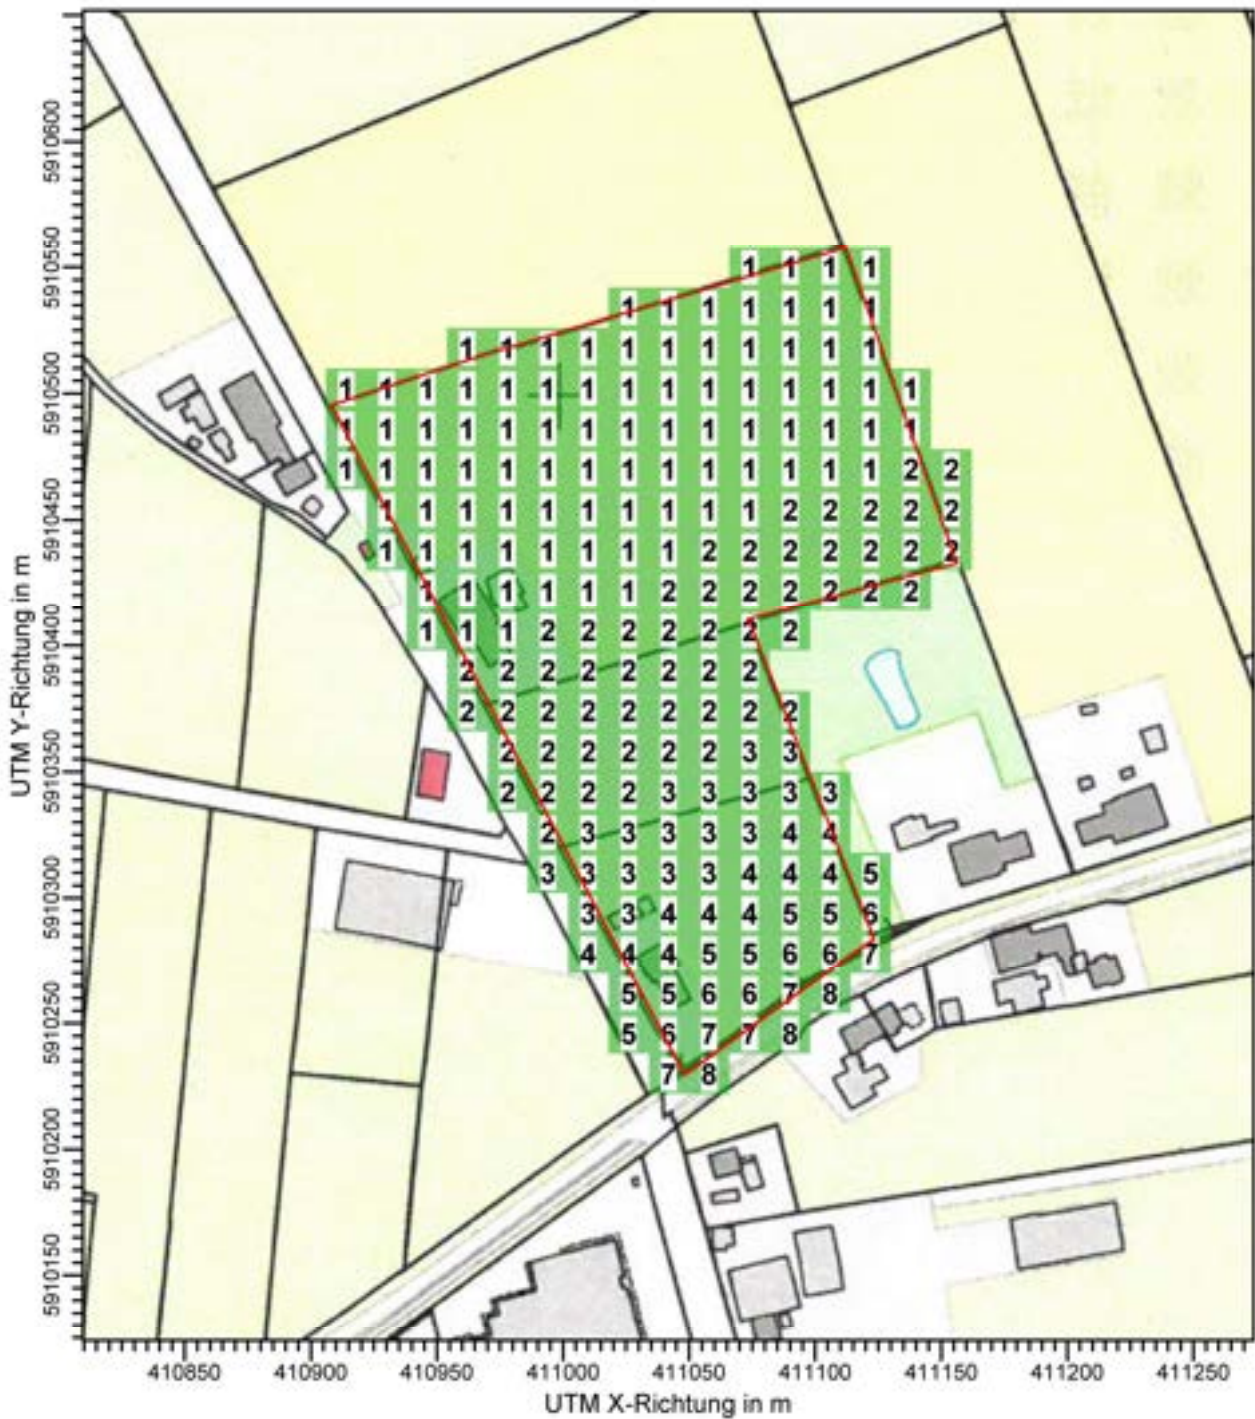 UTM Y-Richtung in m
5910600
5910550
5910500
5910450
5910400
5910350
5910300
5910250
5910200
5910150
1 1 1 1
1 1 1 1 1 1 1
1 1 1 1 1 1 1 1 1 1 1
1 1 1 1 1 1 1 1 1 1 1 1 1 1 1
1 1 1 1 1 1 1 1 1 1 1 1 1 1 1
1 1 1 1 1 1 1 1 1 1 1 1 1 1 2 2
1 1 1 1 1 1 1 1 1 1 2 2 2 2 2
1 1 1 1 1 1 1 1 2 2 2 2 2 2 2
1 1 1 1 1 1 2 2 2 2 2 2 2
1 1 1 2 2 2 2 2 2 2
2 2 2 2 2 2 2 2
2 2 2 2 2 2 2 2 2
2 2 2 2 2 2 3 3
2 2 2 2 3 3 3 3 3
2 3 3 3 3 3 4 4
3 3 3 3 3 4 4 4 5
3 3 4 4 4 5 5 6
4 4 4 5 5 6 6 7
5 5 6 6 7 8
5 6 7 7 8
7 8
410850 410900 410950 411000 411050 411100 411150 411200 411250
UTM X-Richtung in m